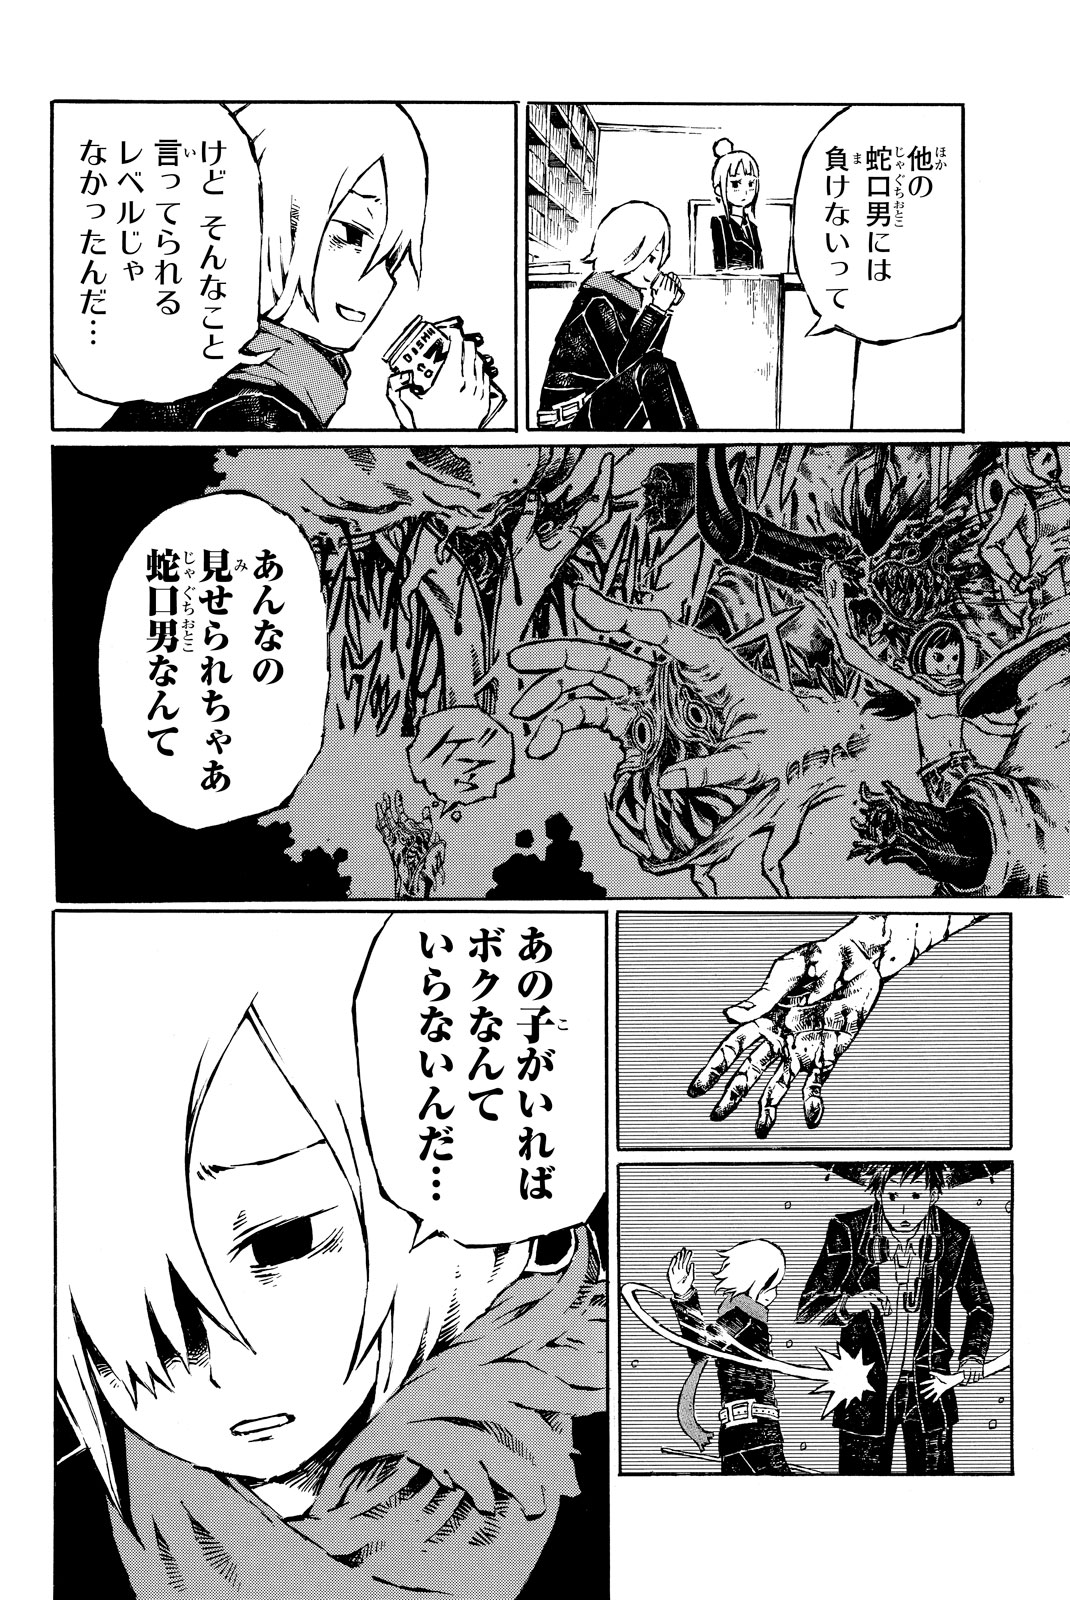 他の
蛇口男には
負けないって
けど そんなこと
言ってられる
レベルじゃ
なかったんだ…
あんなの
見せられちゃあ
蛇口男なんて
あの子がいれば
ボクなんて
いらないんだ…